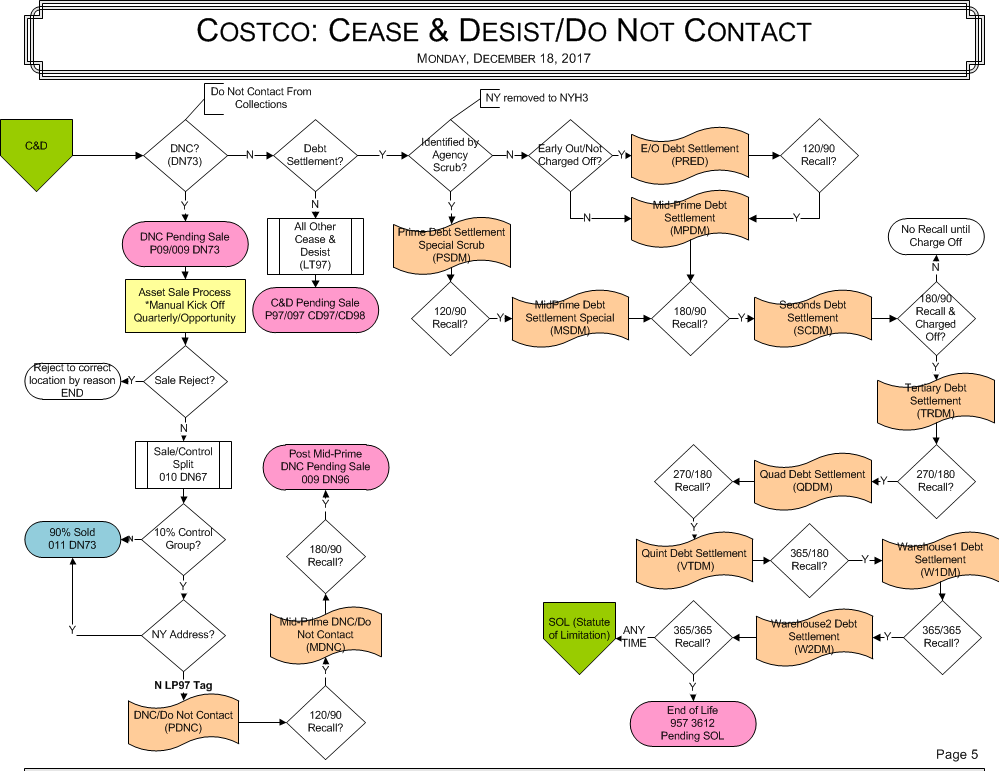 COSTCO: CEASE & DESIST/DO NOT CONTACT
MONDAY, DECEMBER 18, 2017
Do Not Contact From
Collections
NY removed to NYH3
C&D
DNC?
(DN73)
N
Debt
Settlement?
Y
Identified by
Agency
Scrub?
N
Early Out/Not
Charged Off?
Y
E/O Debt Settlement
(PRED)
120/90
Recall?
Y
N
Y
N
Mid-Prime Debt
Settlement
(MPDM)
Y
DNC Pending Sale
P09/009 DN73
All Other
Cease &
Desist
(LT97)
Prime Debt Settlement
Special Scrub
(PSDM)
No Recall until
Charge Off
N
Asset Sale Process
*Manual Kick Off
Quarterly/Opportunity
C&D Pending Sale
P97/097 CD97/CD98
120/90
Recall?
Y
MidPrime Debt
Settlement Special
(MSDM)
180/90
Recall?
Y
Seconds Debt
Settlement
(SCDM)
180/90
Recall &
Charged
Off?
Y
Reject to correct
location by reason
END
Y
Sale Reject?
N
Tertiary Debt
Settlement
(TRDM)
Sale/Control
Split
010 DN67
Post Mid-Prime
DNC Pending Sale
009 DN96
Y
270/180
Recall?
Quad Debt Settlement
(QDDM)
Y
270/180
Recall?
Y
90% Sold
011 DN73
N
10% Control
Group?
Y
180/90
Recall?
Quint Debt Settlement
(VTDM)
365/180
Recall?
Y
Warehouse1 Debt
Settlement
(W1DM)
Y
NY Address?
Mid-Prime DNC/Do
Not Contact
(MDNC)
Y
SOL (Statute
of Limitation)
ANY
TIME
365/365
Recall?
Warehouse2 Debt
Settlement
(W2DM)
Y
365/365
Recall?
Y
N LP97 Tag
DNC/Do Not Contact
(PDNC)
120/90
Recall?
End of Life
957 3612
Pending SOL
Page 5